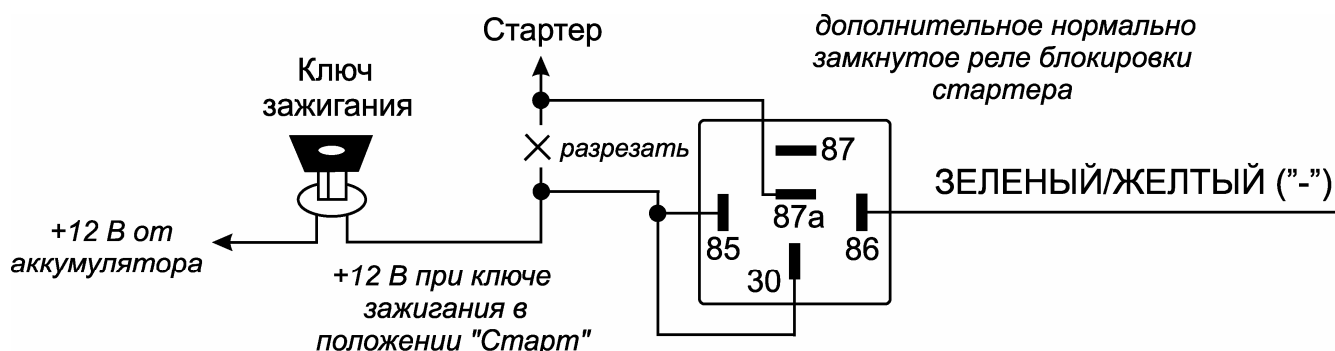 Стартер
дополнительное нормально
замкнутое реле блокировки
стартера
Ключ
зажигания
разрезать
87
ЗЕЛЕНЫЙ/ЖЕЛТЫЙ ("-")
87а
85
86
30
+12 В от
аккумулятора
+12 В при ключе
зажигания в
положении "Старт"